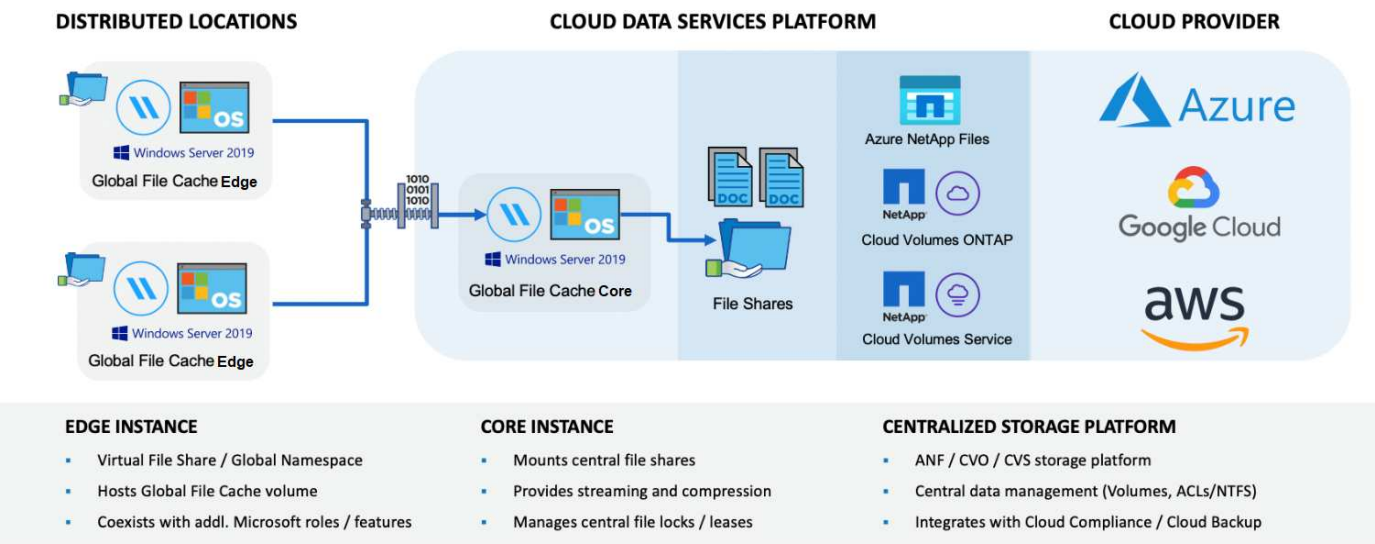 DISTRIBUTED LOCATIONS
CLOUD DATA SERVICES PLATFORM
CLOUD PROVIDER
OS
Windows Server 2019
Global File Cache Edge
OS
Windows Server 2019
Global File Cache Edge
1010
0101
1010
OS
Windows Server 2019
Global File Cache Core
DOC
DOC
File Shares
Azure NetApp Files
NetApp
Cloud Volumes ONTAP
NetApp
Cloud Volumes Service
Azure
Google Cloud
aws
EDGE INSTANCE
Virtual File Share / Global Namespace
Hosts Global File Cache volume
Coexists with addl. Microsoft roles / features
CORE INSTANCE
Mounts central file shares
Provides streaming and compression
Manages central file locks / leases
CENTRALIZED STORAGE PLATFORM
ANF / CVO / CVS storage platform
Central data management (Volumes, ACLs/NTFS)
Integrates with Cloud Compliance / Cloud Backup